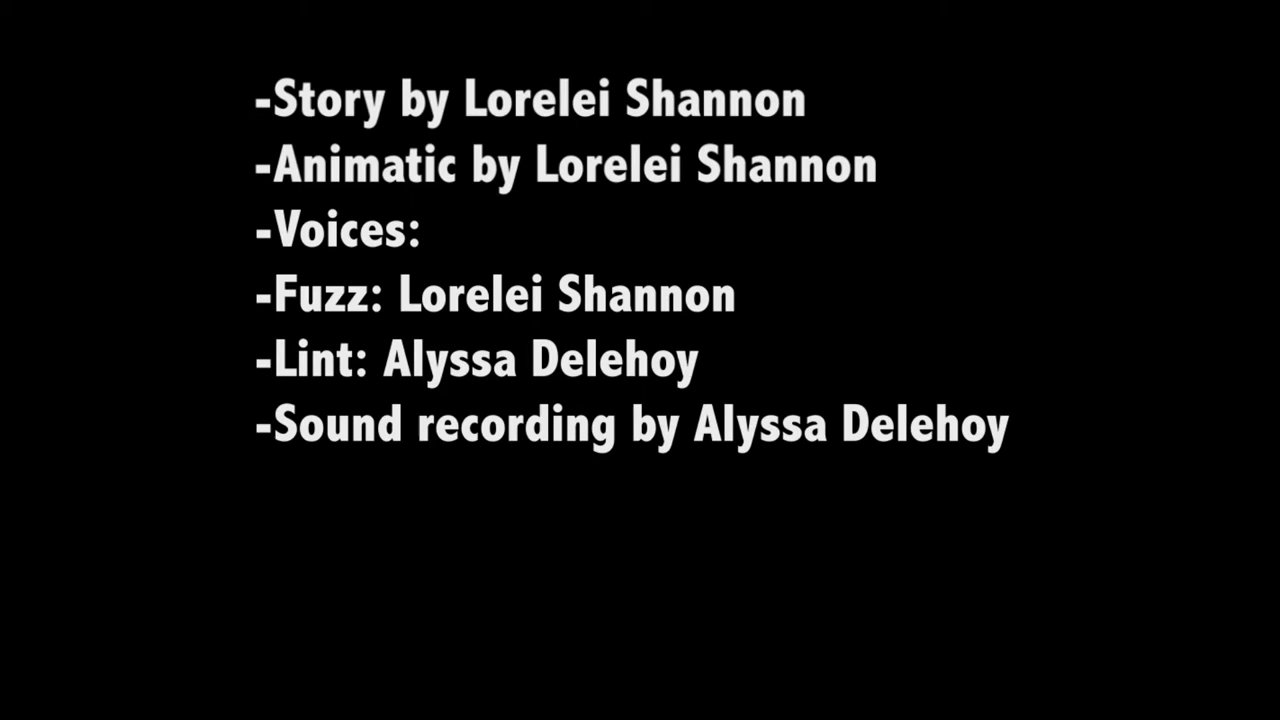 -Story by Lorelei Shannon
-Animatic by Lorelei Shannon
-Voices:
-Fuzz: Lorelei Shannon
-Lint: Alyssa Delehoy
-Sound recording by Alyssa Delehoy